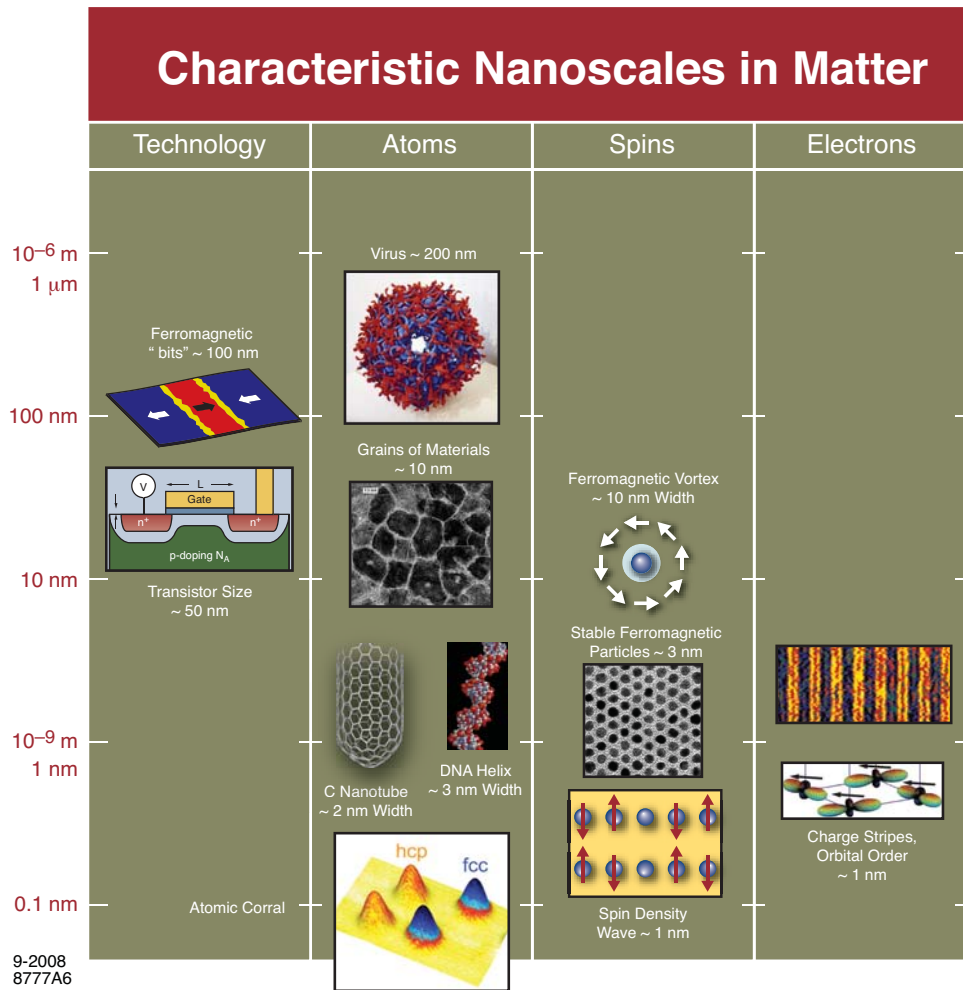 Characteristic Nanoscales in Matter
Technology
Atoms
Spins
Electrons
10–6 m
1 μm
100 nm
10 nm
10–9 m
1 nm
0.1 nm
Ferromagnetic
" bits" ~ 100 nm
V
L
Gate
n+
n+
p-doping NA
Transistor Size
~ 50 nm
Atomic Corral
Virus ~ 200 nm
Grains of Materials
~ 10 nm
C Nanotube
~ 2 nm Width
DNA Helix
~ 3 nm Width
hcp
fcc
Ferromagnetic Vortex
~ 10 nm Width
Stable Ferromagnetic
Particles ~ 3 nm
Spin Density
Wave ~ 1 nm
Charge Stripes,
Orbital Order
~ 1 nm
9-2008
8777A6